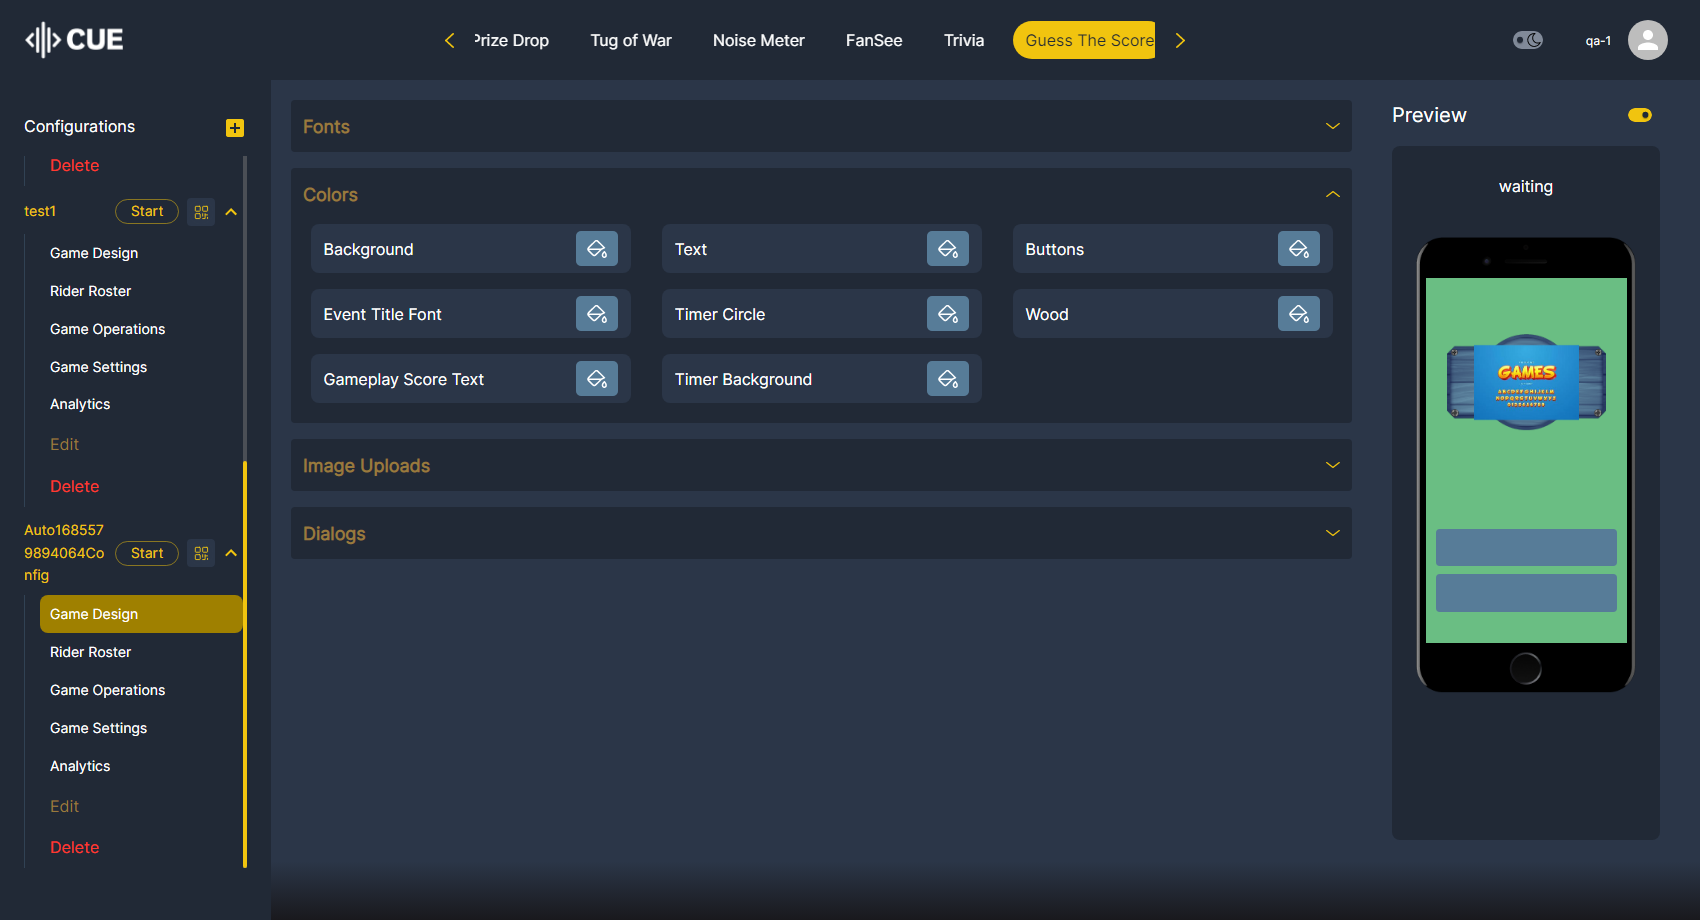 CUE
Prize Drop
Tug of War
Noise Meter
FanSee
Trivia
Guess The Score
qa-1
Configurations
Delete
test1
Start
Game Design
Rider Roster
Game Operations
Game Settings
Analytics
Edit
Delete
Auto168557
9894064Co
nfig
Start
Game Design
Rider Roster
Game Operations
Game Settings
Analytics
Edit
Delete
Fonts
Colors
Background
Text
Buttons
Event Title Font
Timer Circle
Wood
Gameplay Score Text
Timer Background
Image Uploads
Dialogs
Preview
waiting
GAMES